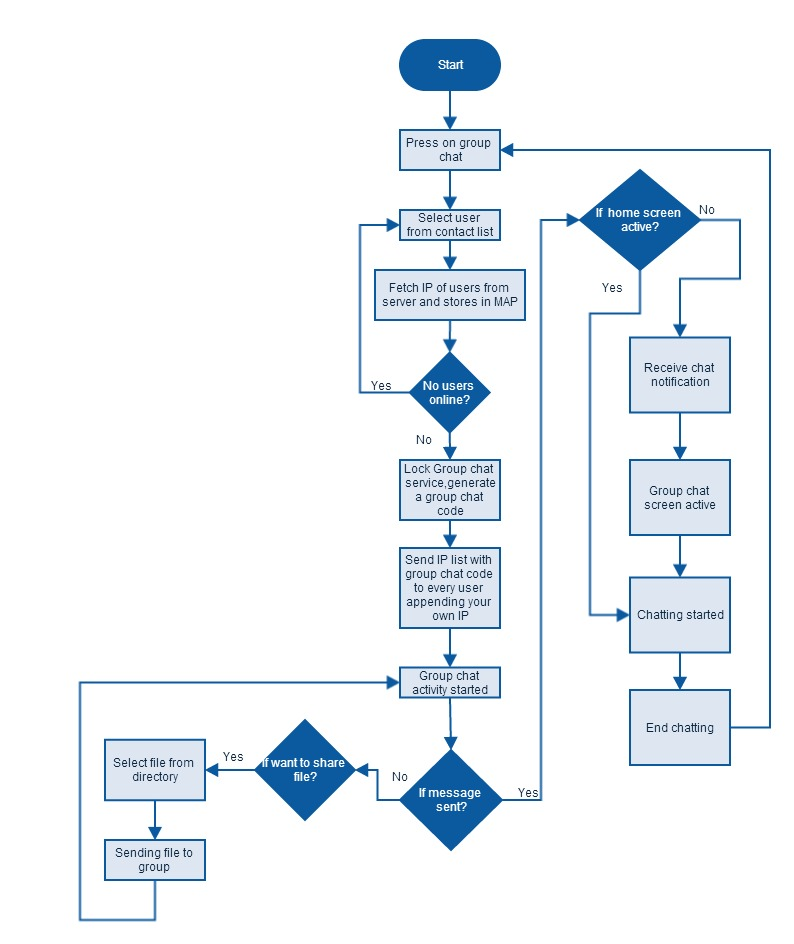 Start
Press on group
chat
Select user
from contact list
Fetch IP of users from
server and stores in MAP
No users
online?
Yes
No
Lock Group chat
service,generate
a group chat
code
Send IP list with
group chat code
to every user
appending your
own IP
Group chat
activity started
If message
sent?
No
Yes
If want to share
file?
Yes
Select file from
directory
Sending file to
group
If  home screen
active?
No
Yes
Receive chat
notification
Group chat
screen active
Chatting started
End chatting